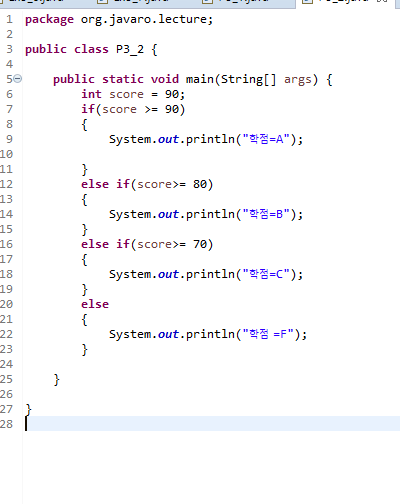 1 package org.javaro.lecture;
2
3 public class P3_2 {
4
5 public static void main(String[] args) {
6 int score = 90;
7 if(score >= 90)
8 {
9 System.out.println("학점=A");
10
11 }
12 else if(score>= 80)
13 {
14 System.out.println("학점=B");
15 }
16 else if(score>= 70)
17 {
18 System.out.println("학점=C");
19 }
20 else
21 {
22 System.out.println("학점 =F");
23 }
24
25 }
26
27 }
28